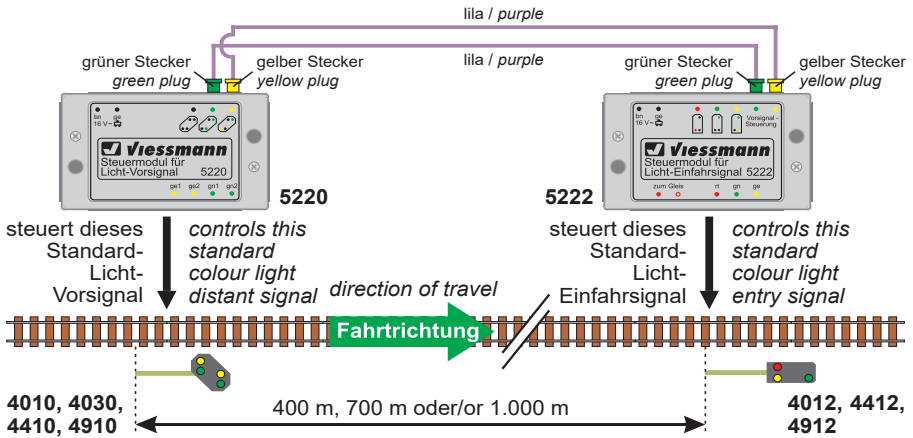 lila / purple
lila / purple
grüner Stecker
green plug
gelber Stecker
yellow plug
grüner Stecker
green plug
gelber Stecker
yellow plug
bn ge
16 V~
Viessmann
Steuermodul für
Licht-Vorsignal 5220
ge1 ge2 gn1 gn2
5220
bn ge
16 V~
Vorsignal-
Steuerung
Viessmann
Steuermodul für
Licht-Einfahrsignal 5222
zum Gleis rt gn ge
5222
steuert dieses
Standard-
Licht-
Vorsignal
controls this
standard
colour light
distant signal
steuert dieses
Standard-
Licht-
Einfahrsignal
controls this
standard
colour light
entry signal
direction of travel
Fahrtrichtung
4010, 4030,
4410, 4910
400 m, 700 m oder/or 1.000 m
4012, 4412,
4912